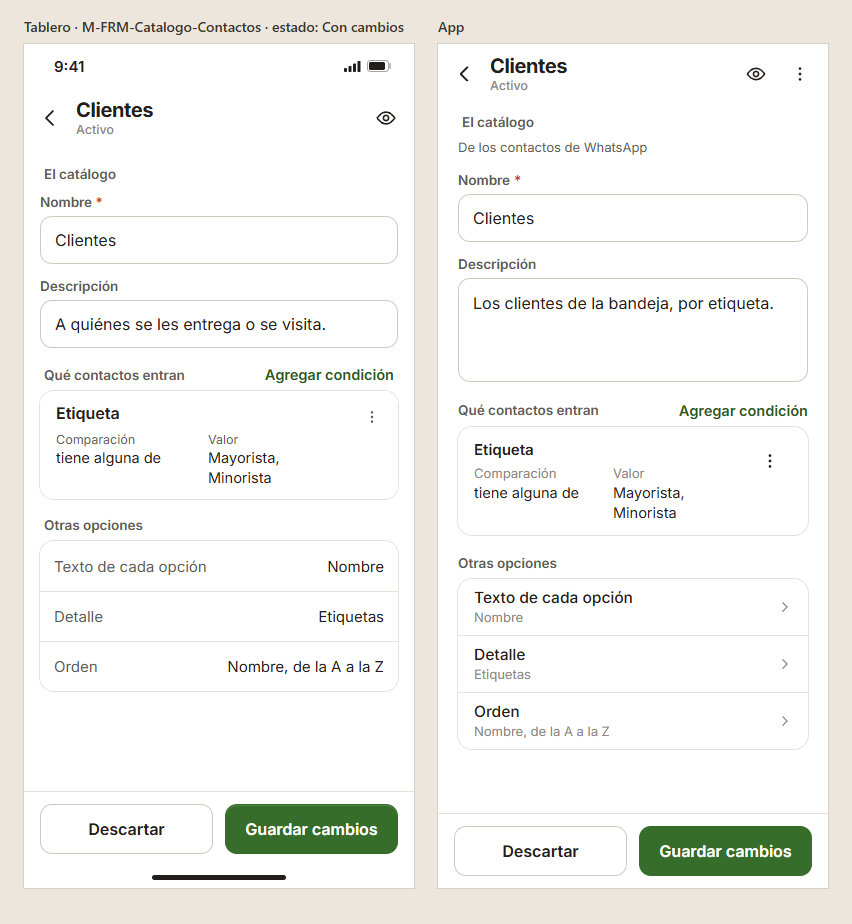 Tablero · M-FRM-Catalogo-Contactos · estado: Con cambios
9:41
Clientes
Activo
El catálogo
Nombre *
Clientes
Descripción
A quiénes se les entrega o se visita.
Qué contactos entran
Agregar condición
Etiqueta
Comparación
Valor
tiene alguna de
Mayorista,
Minorista
Otras opciones
Texto de cada opción
Nombre
Detalle
Etiquetas
Orden
Nombre, de la A a la Z
Descartar
Guardar cambios
App
Clientes
Activo
El catálogo
De los contactos de WhatsApp
Nombre *
Clientes
Descripción
Los clientes de la bandeja, por etiqueta.
Qué contactos entran
Agregar condición
Etiqueta
Comparación
Valor
tiene alguna de
Mayorista,
Minorista
Otras opciones
Texto de cada opción
Nombre
Detalle
Etiquetas
Orden
Nombre, de la A a la Z
Descartar
Guardar cambios